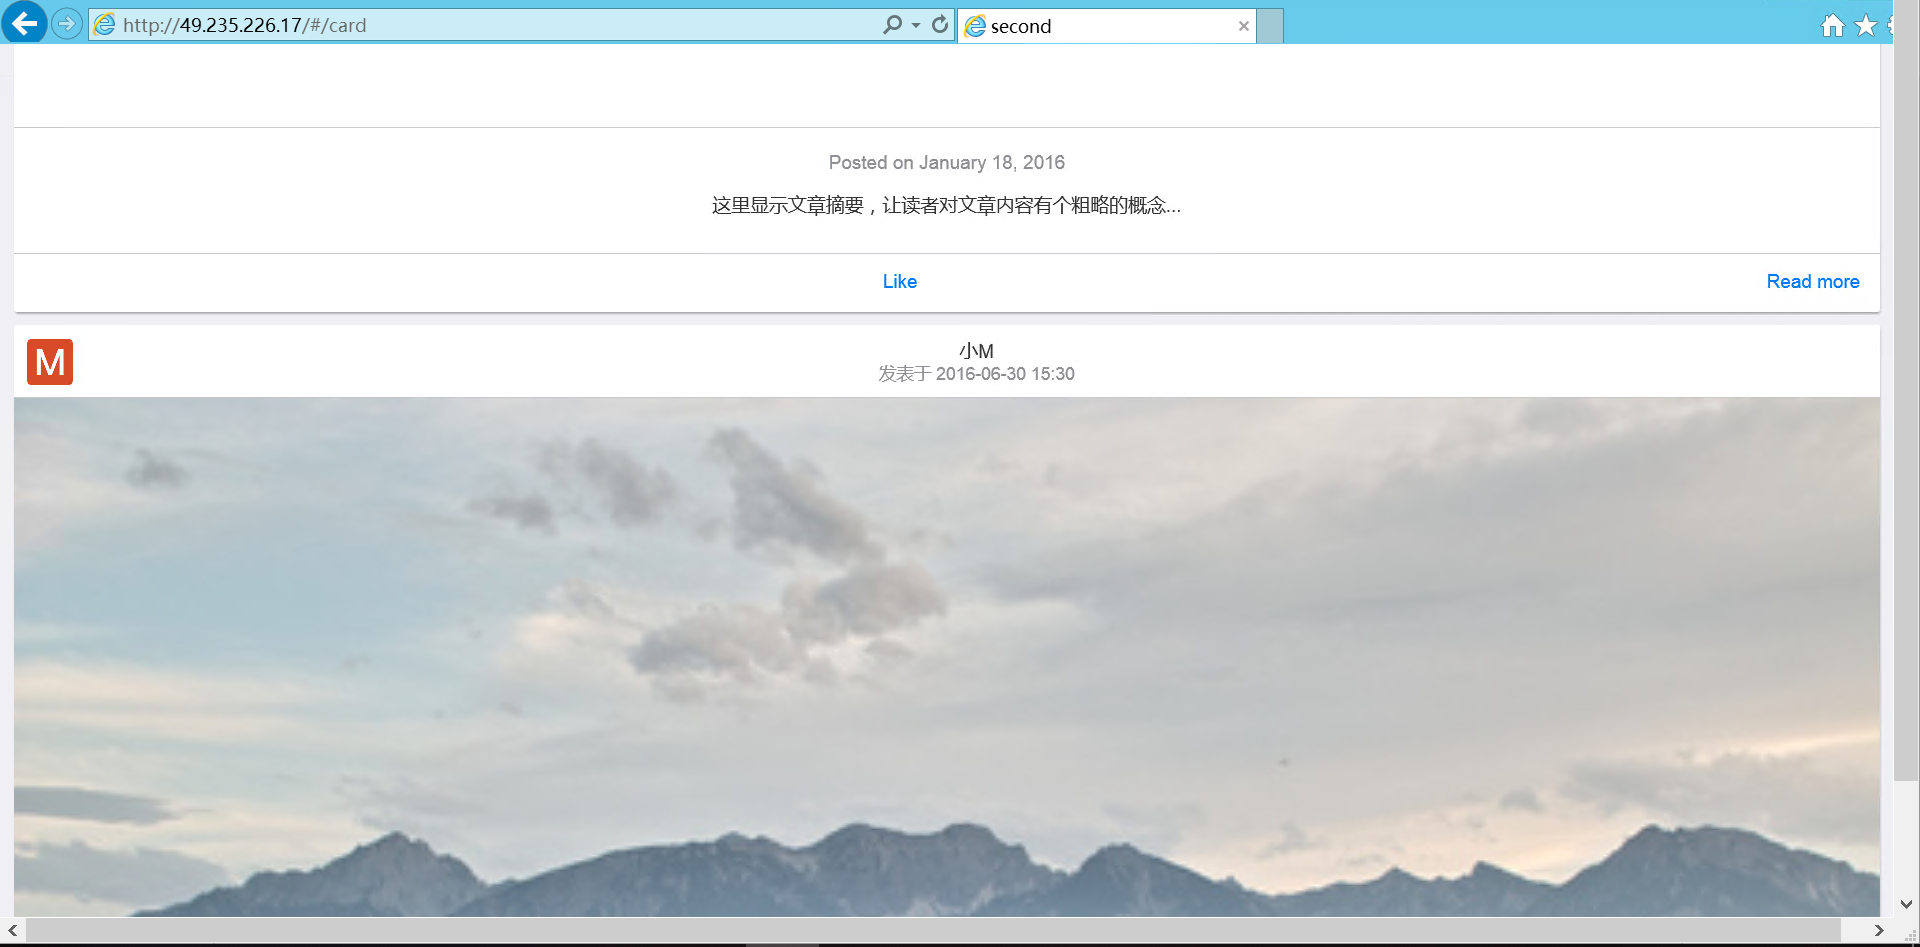 http://49.235.226.17/#/card
second
Posted on January 18, 2016
这里显示文章摘要，让读者对文章内容有个粗略的概念...
Like
Read more
M
小M
发表于 2016-06-30 15:30